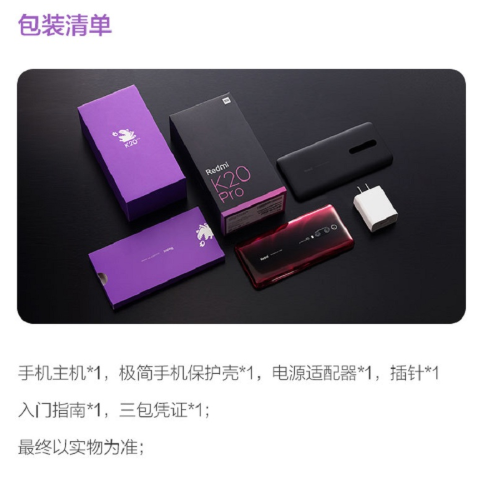 包装清单
K20
Redmi
K20
Pro
手机主机*1，极简手机保护壳*1，电源适配器*1，插针*1
入门指南*1，三包凭证*1；
最终以实物为准；